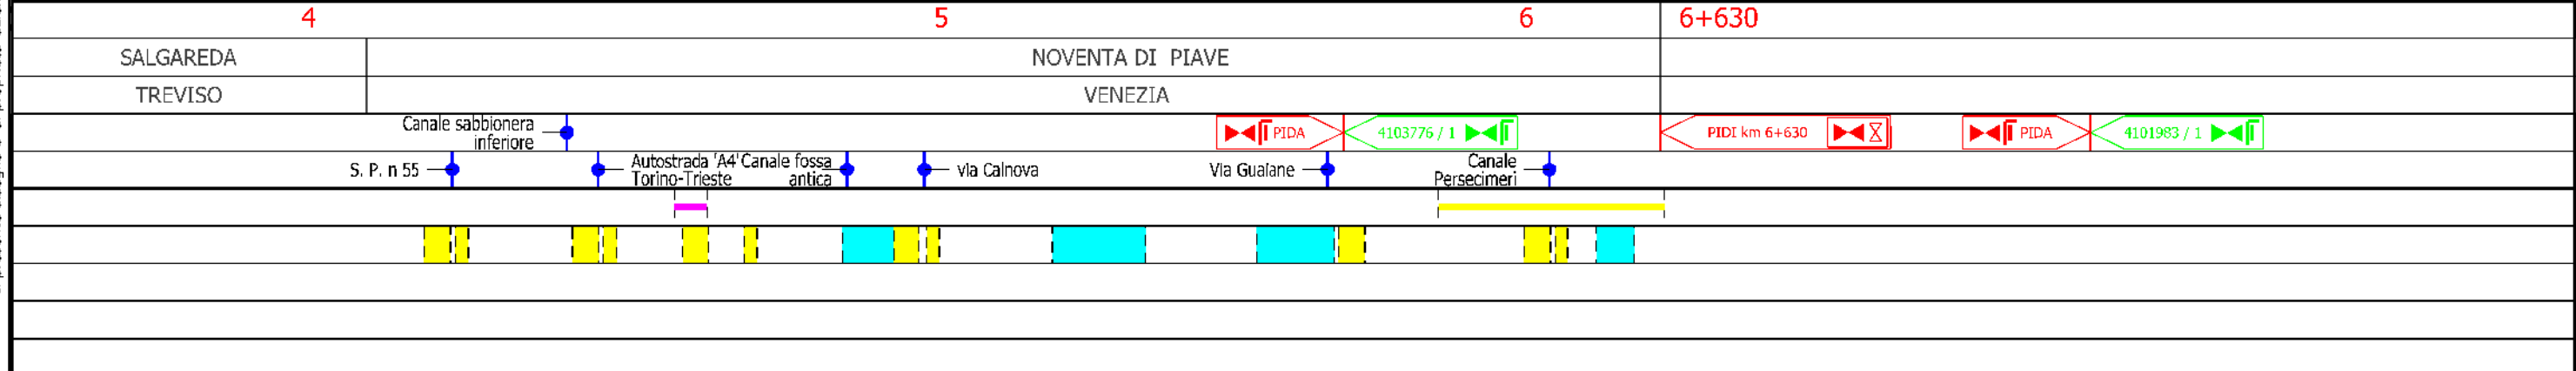 4 5 6 6+630
SALGAREDA NOVENTA DI PIAVE
TREVISO VENEZIA
Canale sabbionera
inferiore
PIDA 4103776 / 1 PIDI km 6+630 PIDA 4101983 / 1
S. P. n 55
Autostrada 'A4'
Torino-Trieste
Canale fossa
antica
via Calnova
Via Guaiane
Canale
Persecimeri